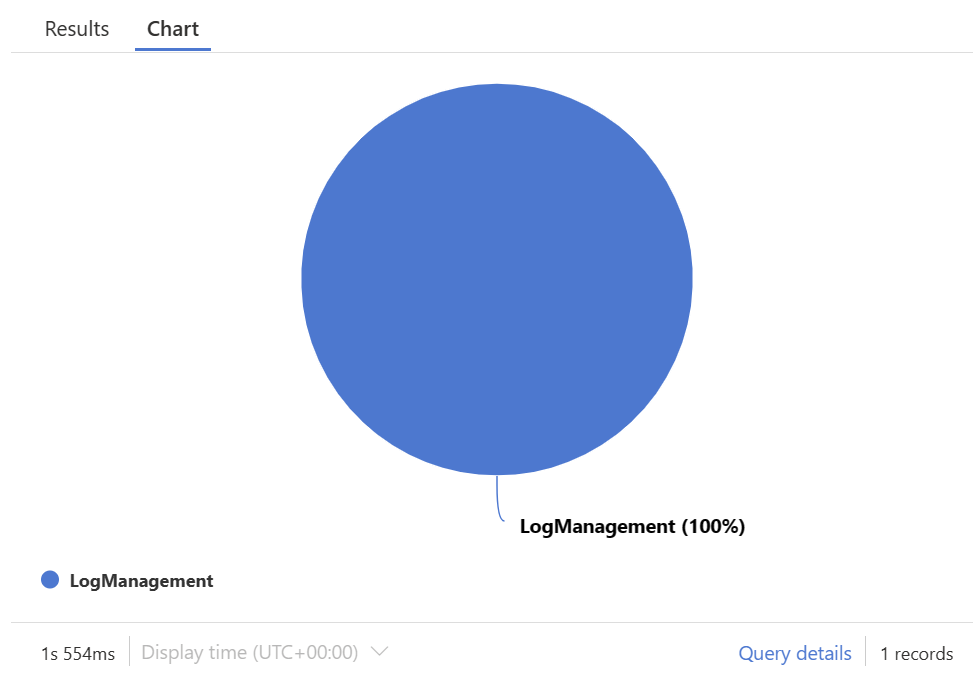 Results Chart
LogManagement (100%)
LogManagement
1s 554ms Display time (UTC+00:00) Query details 1 records